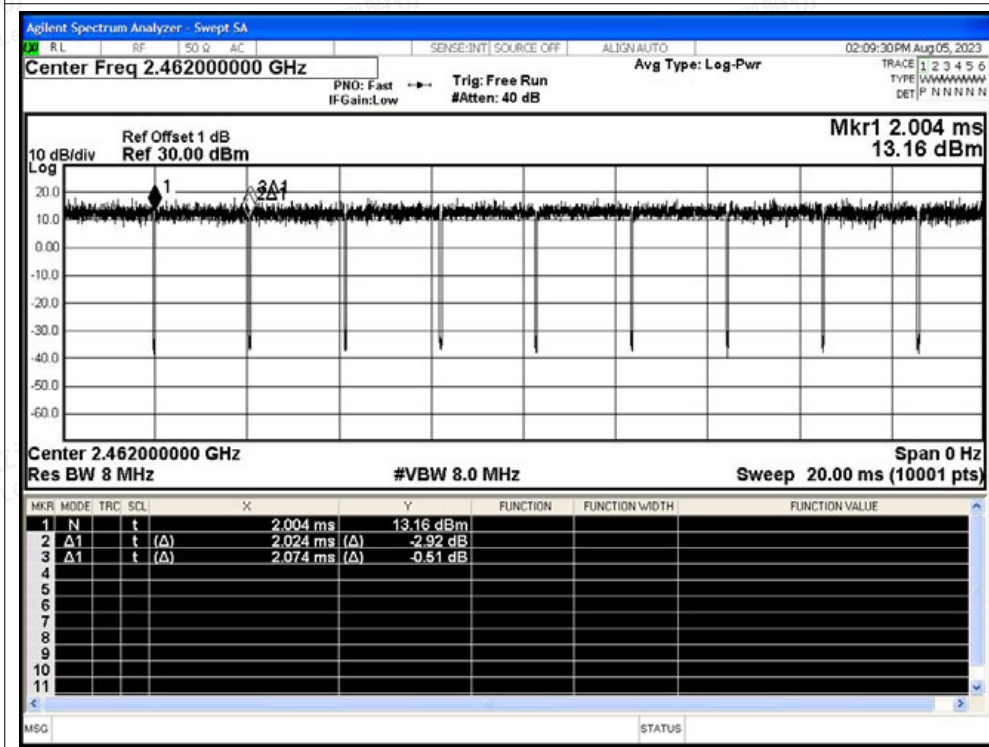 Agilent Spectrum Analyzer - Swept SA
RL RF 50 Ω AC SENSE:INT SOURCE OFF ALIGN AUTO 02:09:30 PM Aug 05, 2023
Center Freq 2.462000000 GHz
PNO: Fast
IFGain:Low
Trig: Free Run
#Atten: 40 dB
Avg Type: Log-Pwr
TRACE 1 2 3 4 5 6
TYPE WWWWWW
DET P N N N N N
Mkr1 2.004 ms
13.16 dBm
Ref Offset 1 dB
10 dB/div Ref 30.00 dBm
Log
20.0
10.0
0.00
-10.0
-20.0
-30.0
-40.0
-50.0
-60.0
1
3Δ1
Center 2.462000000 GHz Span 0 Hz
Res BW 8 MHz #VBW 8.0 MHz Sweep 20.00 ms (10001 pts)
MKR MODE TRC SCL X Y FUNCTION FUNCTION WIDTH FUNCTION VALUE
1 N t 2.004 ms 13.16 dBm
2 Δ1 t (Δ) 2.024 ms (Δ) -2.92 dB
3 Δ1 t (Δ) 2.074 ms (Δ) -0.51 dB
4
5
6
7
8
9
10
11
MSG STATUS